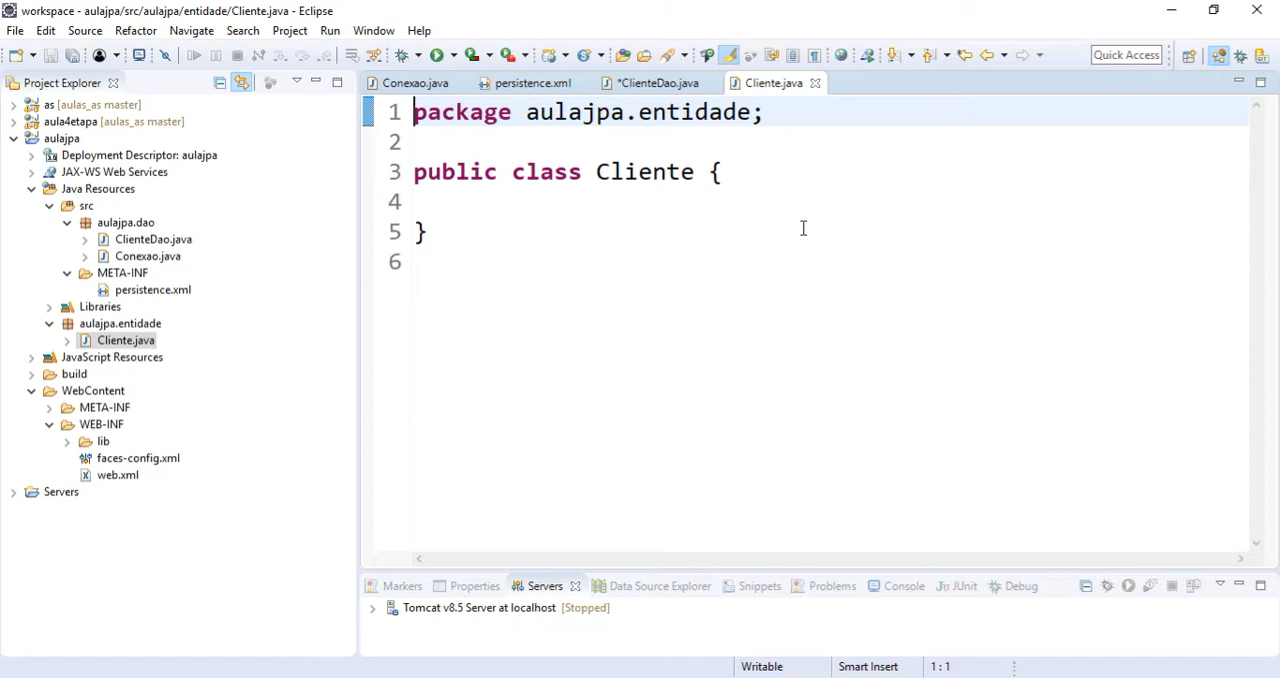 workspace - aulajpa/src/aulajpa/entidade/Cliente.java - Eclipse
File Edit Source Refactor Navigate Search Project Run Window Help
Quick Access
Project Explorer
Conexao.java persistence.xml *ClienteDao.java Cliente.java
as [aulas_as master]
aula4etapa [aulas_as master]
aulajpa
Deployment Descriptor: aulajpa
JAX-WS Web Services
Java Resources
src
aulajpa.dao
ClienteDao.java
Conexao.java
META-INF
persistence.xml
Libraries
aulajpa.entidade
Cliente.java
JavaScript Resources
build
WebContent
META-INF
WEB-INF
lib
faces-config.xml
web.xml
Servers
1 package aulajpa.entidade;
2
3 public class Cliente {
4
5 }
6
Markers Properties Servers Data Source Explorer Snippets Problems Console Ju JUnit Debug
Tomcat v8.5 Server at localhost [Stopped]
Writable Smart Insert 1 : 1